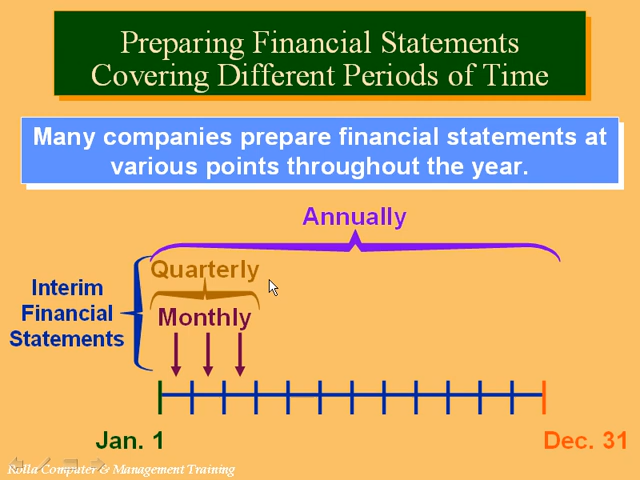 Preparing Financial Statements
Covering Different Periods of Time
Many companies prepare financial statements at
various points throughout the year.
Annually
Quarterly
Interim
Financial
Statements
Monthly
Jan. 1
Dec. 31
Rolla Computer & Management Training